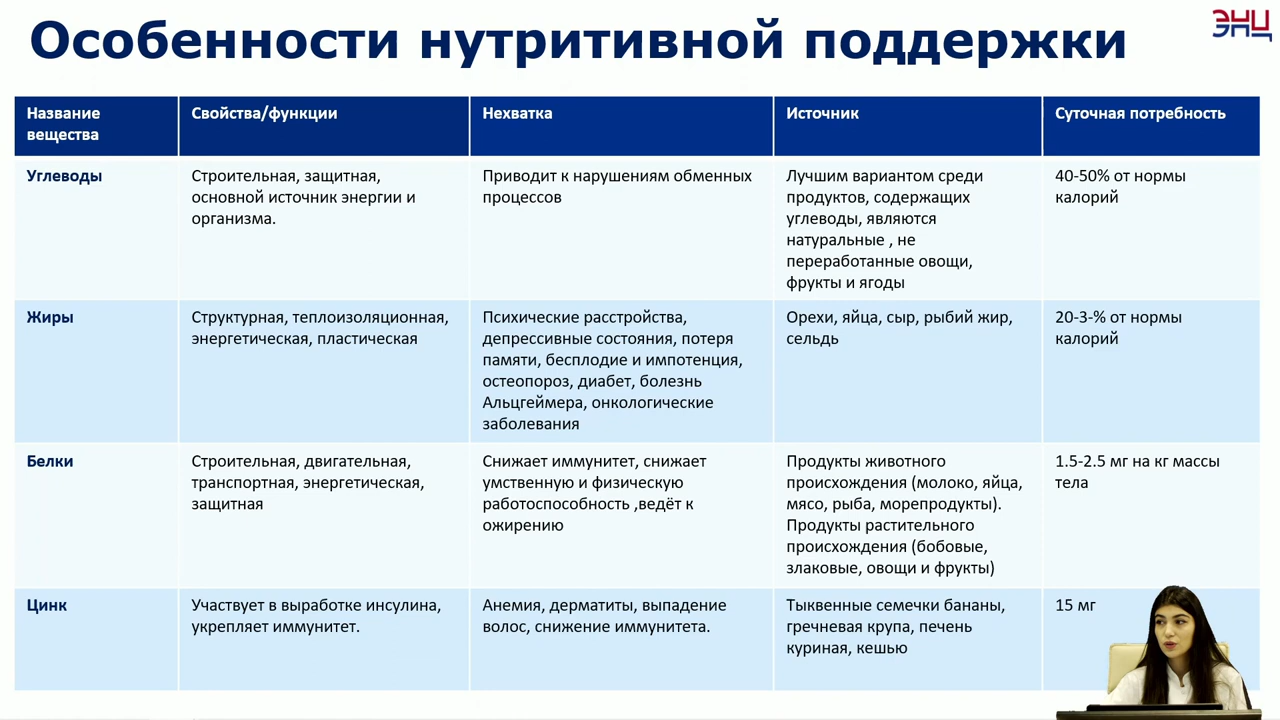 Особенности нутритивной поддержки
ЭНЦ
ЭНЦ
Название
вещества
Свойства/функции
Нехватка
Источник
Суточная потребность
Углеводы
Строительная, защитная,
основной источник энергии и
организма.
Приводит к нарушениям обменных
процессов
Лучшим вариантом среди
продуктов, содержащих
углеводы, являются
натуральные , не
переработанные овощи,
фрукты и ягоды
40-50% от нормы
калорий
Жиры
Структурная, теплоизоляционная,
энергетическая, пластическая
Психические расстройства,
депрессивные состояния, потеря
памяти, бесплодие и импотенция,
остеопороз, диабет, болезнь
Альцгеймера, онкологические
заболевания
Орехи, яйца, сыр, рыбий жир,
сельдь
20-3-% от нормы
калорий
Белки
Строительная, двигательная,
транспортная, энергетическая,
защитная
Снижает иммунитет, снижает
умственную и физическую
работоспособность ,ведёт к
ожирению
Продукты животного
происхождения (молоко, яйца,
мясо, рыба, морепродукты).
Продукты растительного
происхождения (бобовые,
злаковые, овощи и фрукты)
1.5-2.5 мг на кг массы
тела
Цинк
Участвует в выработке инсулина,
укрепляет иммунитет.
Анемия, дерматиты, выпадение
волос, снижение иммунитета.
Тыквенные семечки бананы,
гречневая крупа, печень
куриная, кешью
15 мг